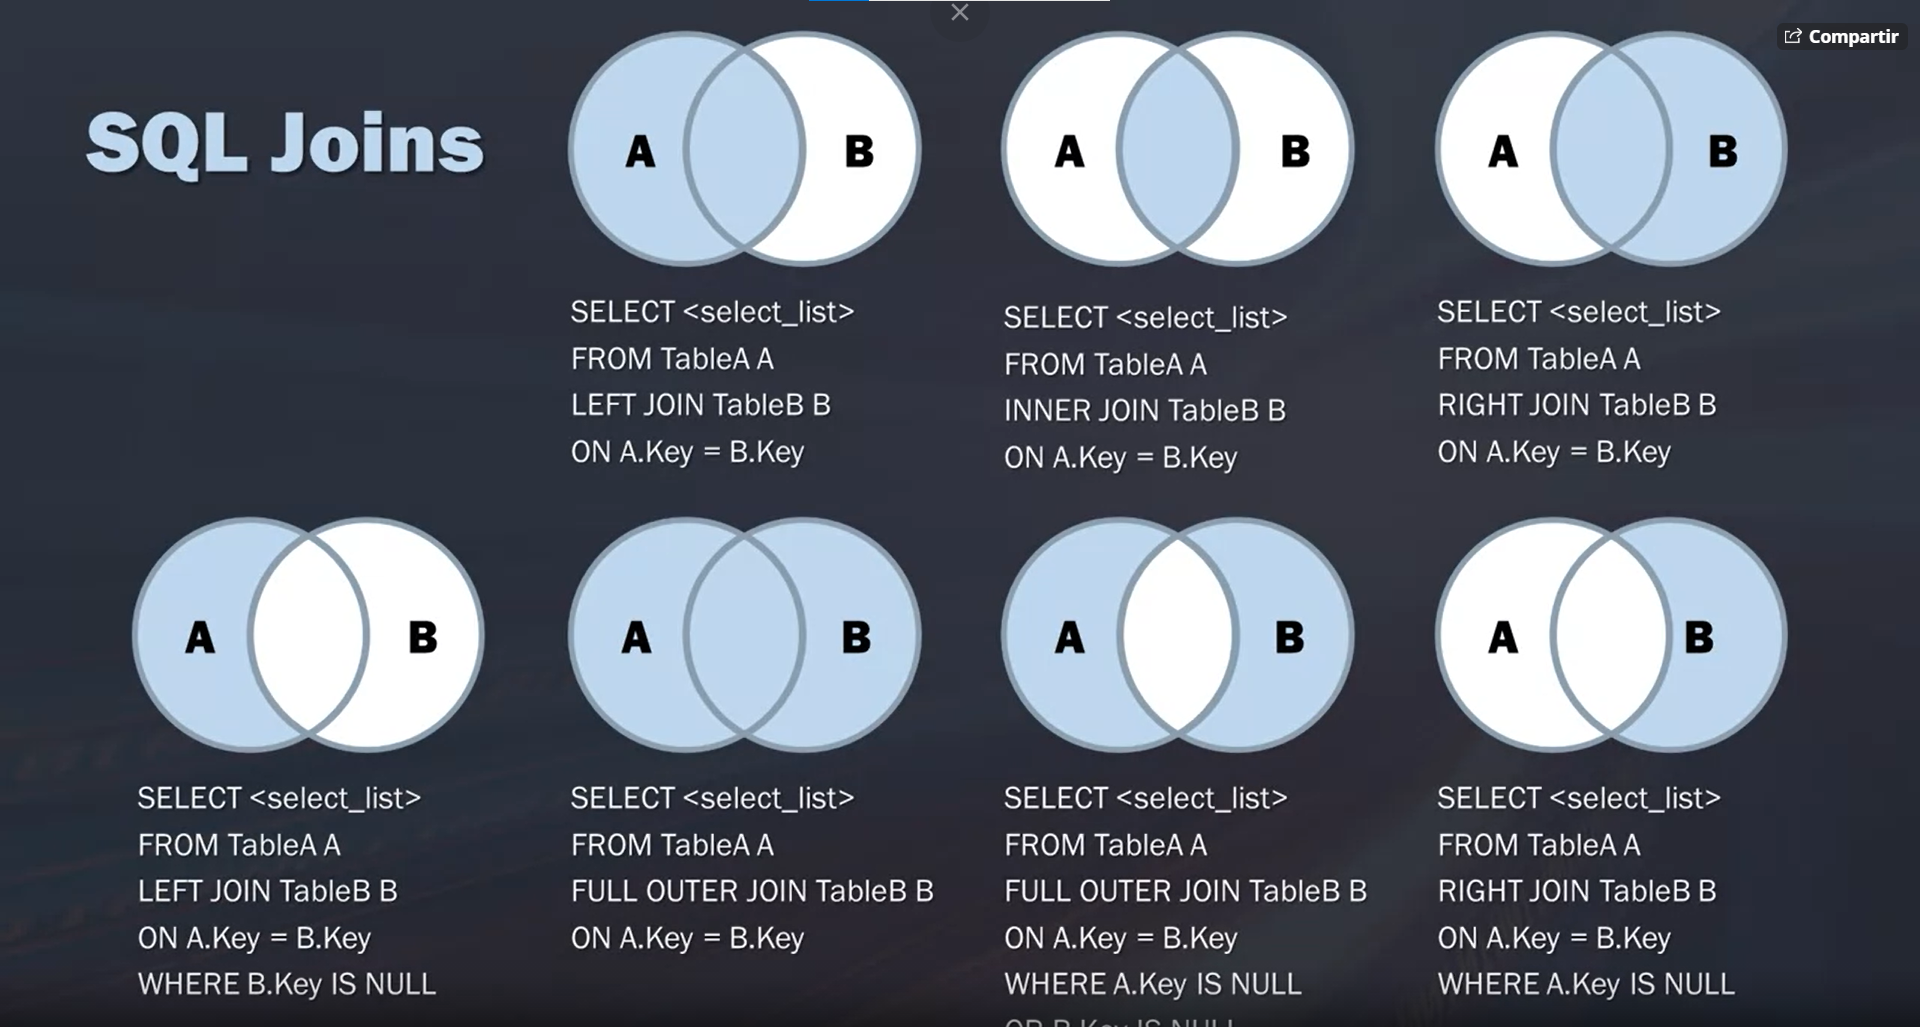 Compartir
SQL Joins
A B
SELECT <select_list>
FROM TableA A
LEFT JOIN TableB B
ON A.Key = B.Key
A B
SELECT <select_list>
FROM TableA A
INNER JOIN TableB B
ON A.Key = B.Key
A B
SELECT <select_list>
FROM TableA A
RIGHT JOIN TableB B
ON A.Key = B.Key
A B
SELECT <select_list>
FROM TableA A
LEFT JOIN TableB B
ON A.Key = B.Key
WHERE B.Key IS NULL
A B
SELECT <select_list>
FROM TableA A
FULL OUTER JOIN TableB B
ON A.Key = B.Key
A B
SELECT <select_list>
FROM TableA A
FULL OUTER JOIN TableB B
ON A.Key = B.Key
WHERE A.Key IS NULL
OR B.Key IS NULL
A B
SELECT <select_list>
FROM TableA A
RIGHT JOIN TableB B
ON A.Key = B.Key
WHERE A.Key IS NULL